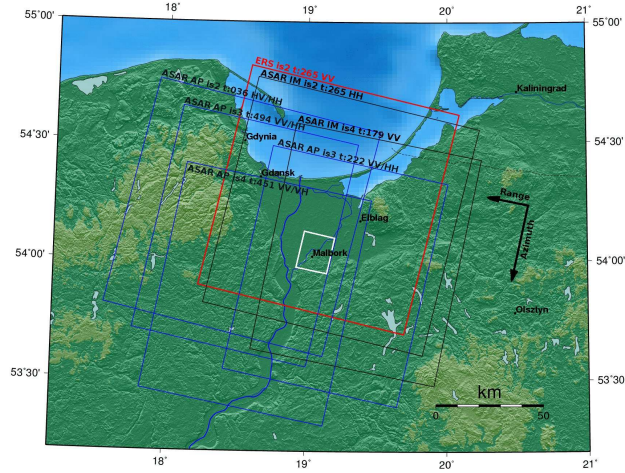 18˚ 19˚ 20˚ 21˚
55˚00' 55˚00'
ERS is2 t:265 VV
ASAR IM is2 t:265 HH
ASAR AP is2 t:036 HV/HH
Kaliningrad
ASAR AP is3 t:494 VV/HH
ASAR IM is4 t:179 VV
54˚30' 54˚30'
Gdynia
ASAR AP is3 t:222 VV/HH
Gdansk
ASAR AP is4 t:451 VV/VH
Range
Elblag
Azimuth
54˚00' 54˚00'
Malbork
Olsztyn
53˚30' 53˚30'
km
0 50
18˚ 19˚ 20˚ 21˚